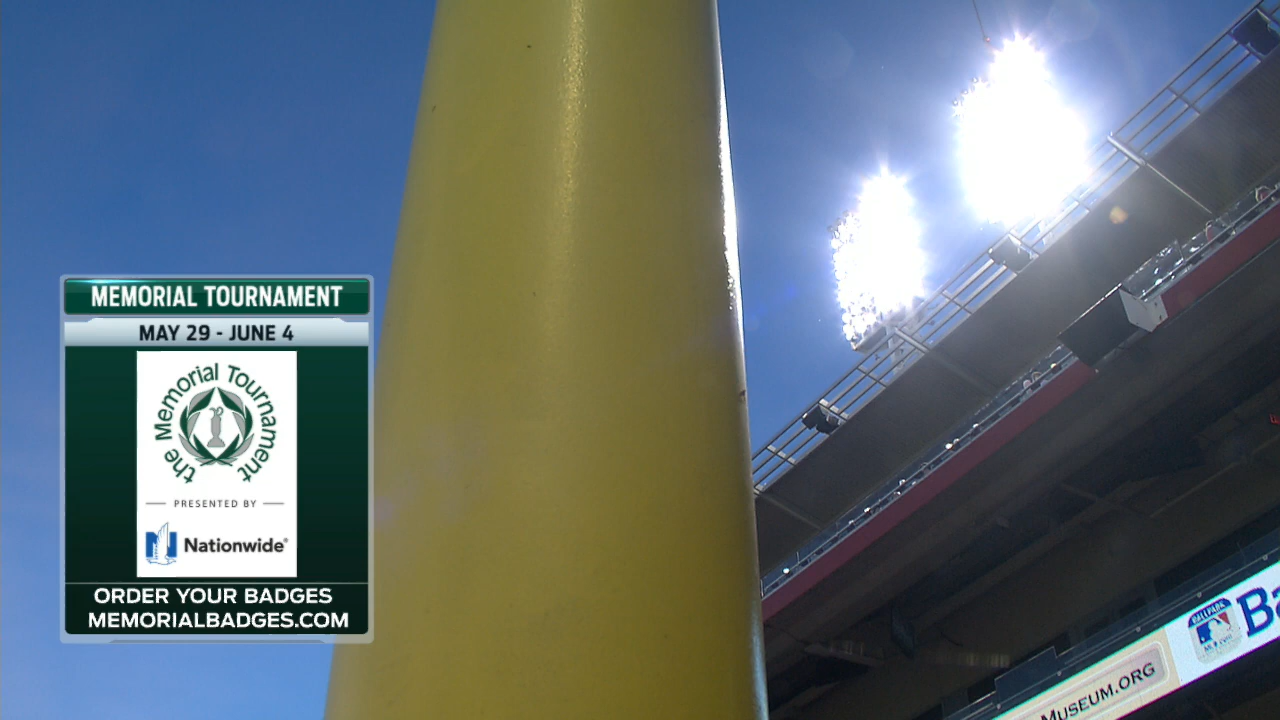 MEMORIAL TOURNAMENT
MAY 29 - JUNE 4
the Memorial Tournament
PRESENTED BY
Nationwide®
ORDER YOUR BADGES
MEMORIALBADGES.COM
BALLPARK
MUSEUM.ORG